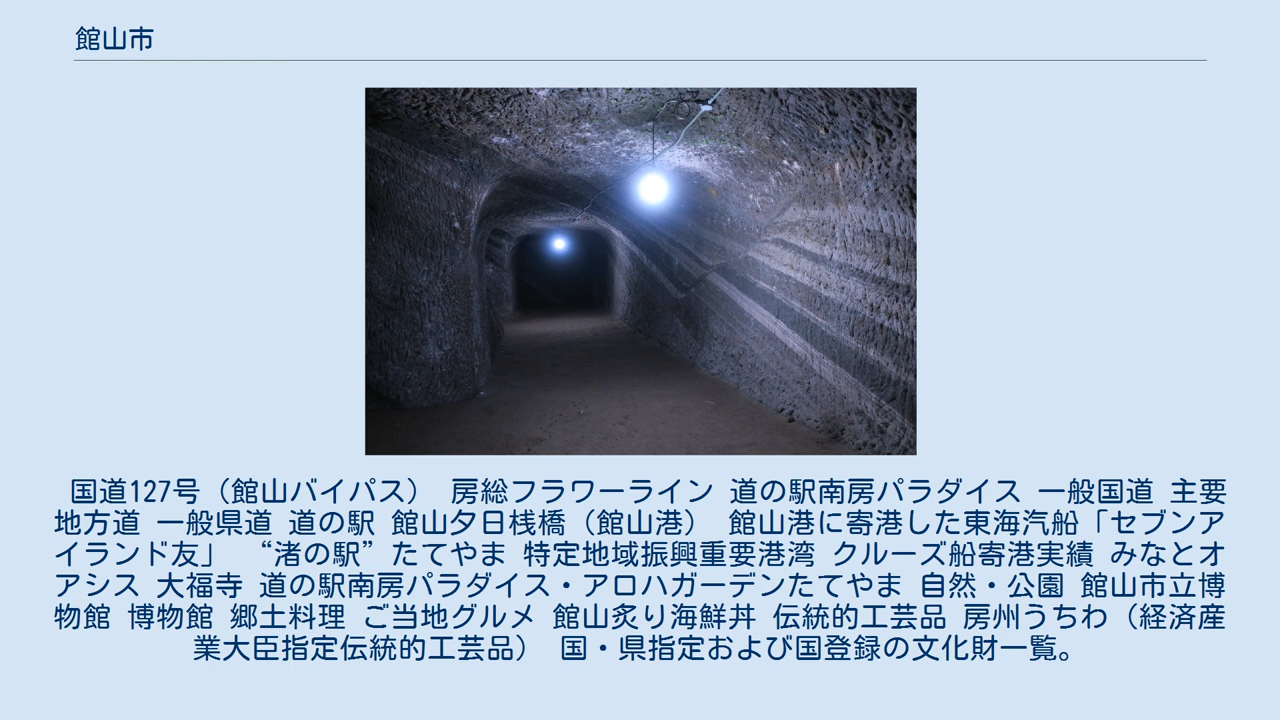 館山市
国道127号（館山バイパス） 房総フラワーライン 道の駅南房パラダイス 一般国道 主要
地方道 一般県道 道の駅 館山夕日桟橋（館山港） 館山港に寄港した東海汽船「セブンア
イランド友」 “渚の駅”たてやま 特定地域振興重要港湾 クルーズ船寄港実績 みなとオ
アシス 大福寺 道の駅南房パラダイス・アロハガーデンたてやま 自然・公園 館山市立博
物館 博物館 郷土料理 ご当地グルメ 館山炙り海鮮丼 伝統的工芸品 房州うちわ（経済産
業大臣指定伝統的工芸品） 国・県指定および国登録の文化財一覧。